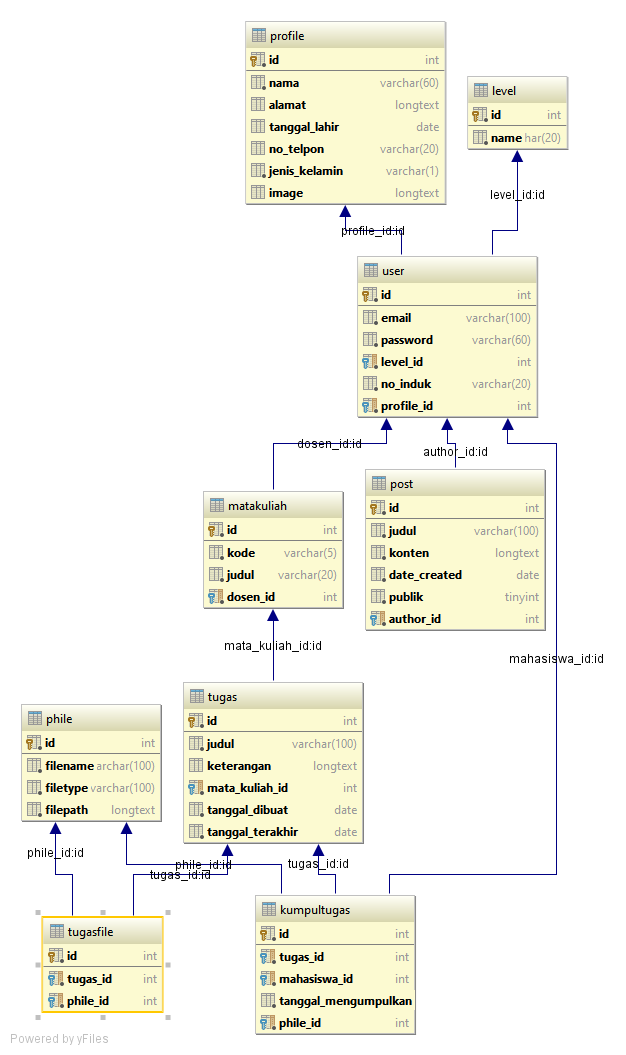 profile
id int
nama varchar(60)
alamat longtext
tanggal_lahir date
no_telpon varchar(20)
jenis_kelamin varchar(1)
image longtext
level
id int
name har(20)
level_id:id
profile_id:id
user
id int
email varchar(100)
password varchar(60)
level_id int
no_induk varchar(20)
profile_id int
dosen_id:id
author_id:id
matakuliah
id int
kode varchar(5)
judul varchar(20)
dosen_id int
post
id int
judul varchar(100)
konten longtext
date_created date
publik tinyint
author_id int
mata_kuliah_id:id
mahasiswa_id:id
tugas
id int
judul varchar(100)
keterangan longtext
mata_kuliah_id int
tanggal_dibuat date
tanggal_terakhir date
phile
id int
filename archar(100)
filetype varchar(100)
filepath longtext
phile_id:id
phile_id:id
tugas_id:id
tugas_id:id
tugasfile
id int
tugas_id int
phile_id int
kumpultugas
id int
tugas_id int
mahasiswa_id int
tanggal_mengumpulkan
phile_id int
Powered by yFiles